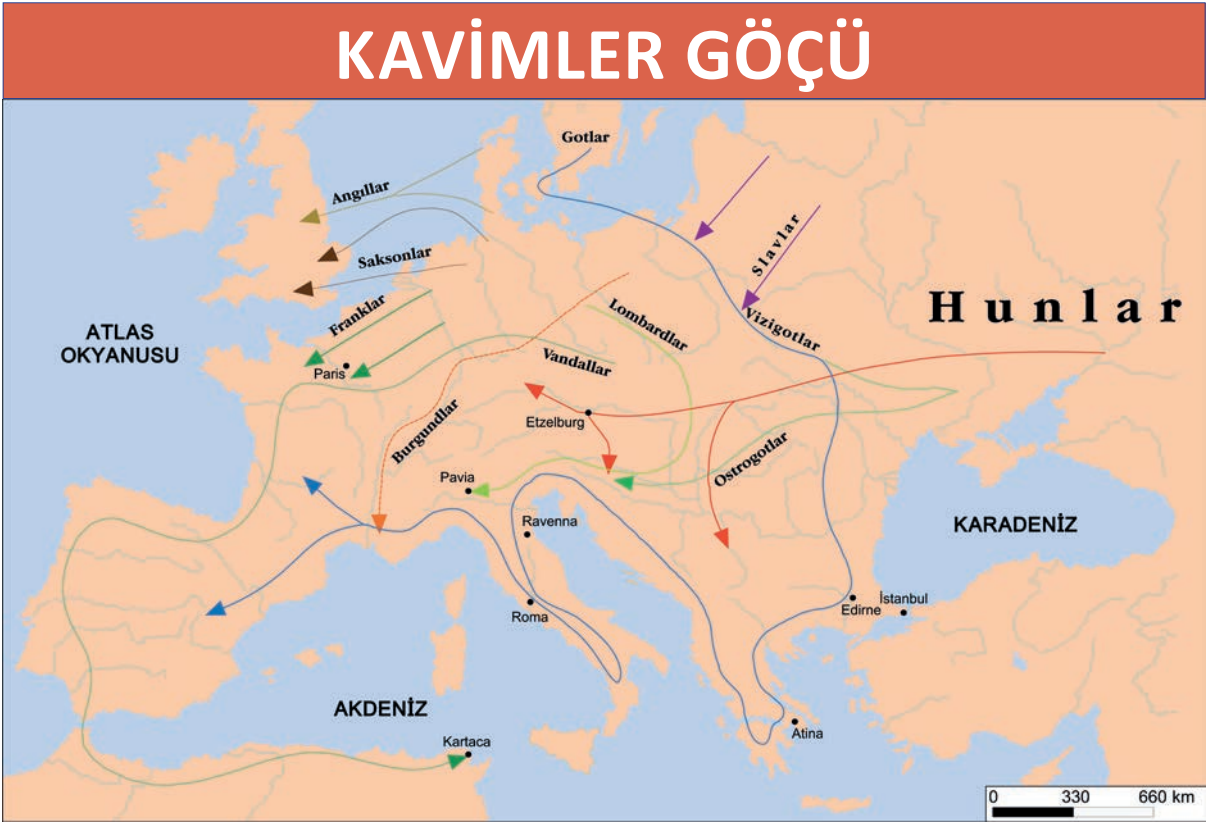 KAVİMLER GÖÇÜ
Gotlar
Angıllar
Slavlar
Saksonlar
Hunlar
Franklar
Lombardlar
Vizigotlar
ATLAS
OKYANUSU
Paris
Vandallar
Etzelburg
Burgundlar
Ostrogotlar
Pavia
Ravenna
KARADENİZ
Roma
Edirne
İstanbul
AKDENİZ
Kartaca
Atina
0 330 660 km